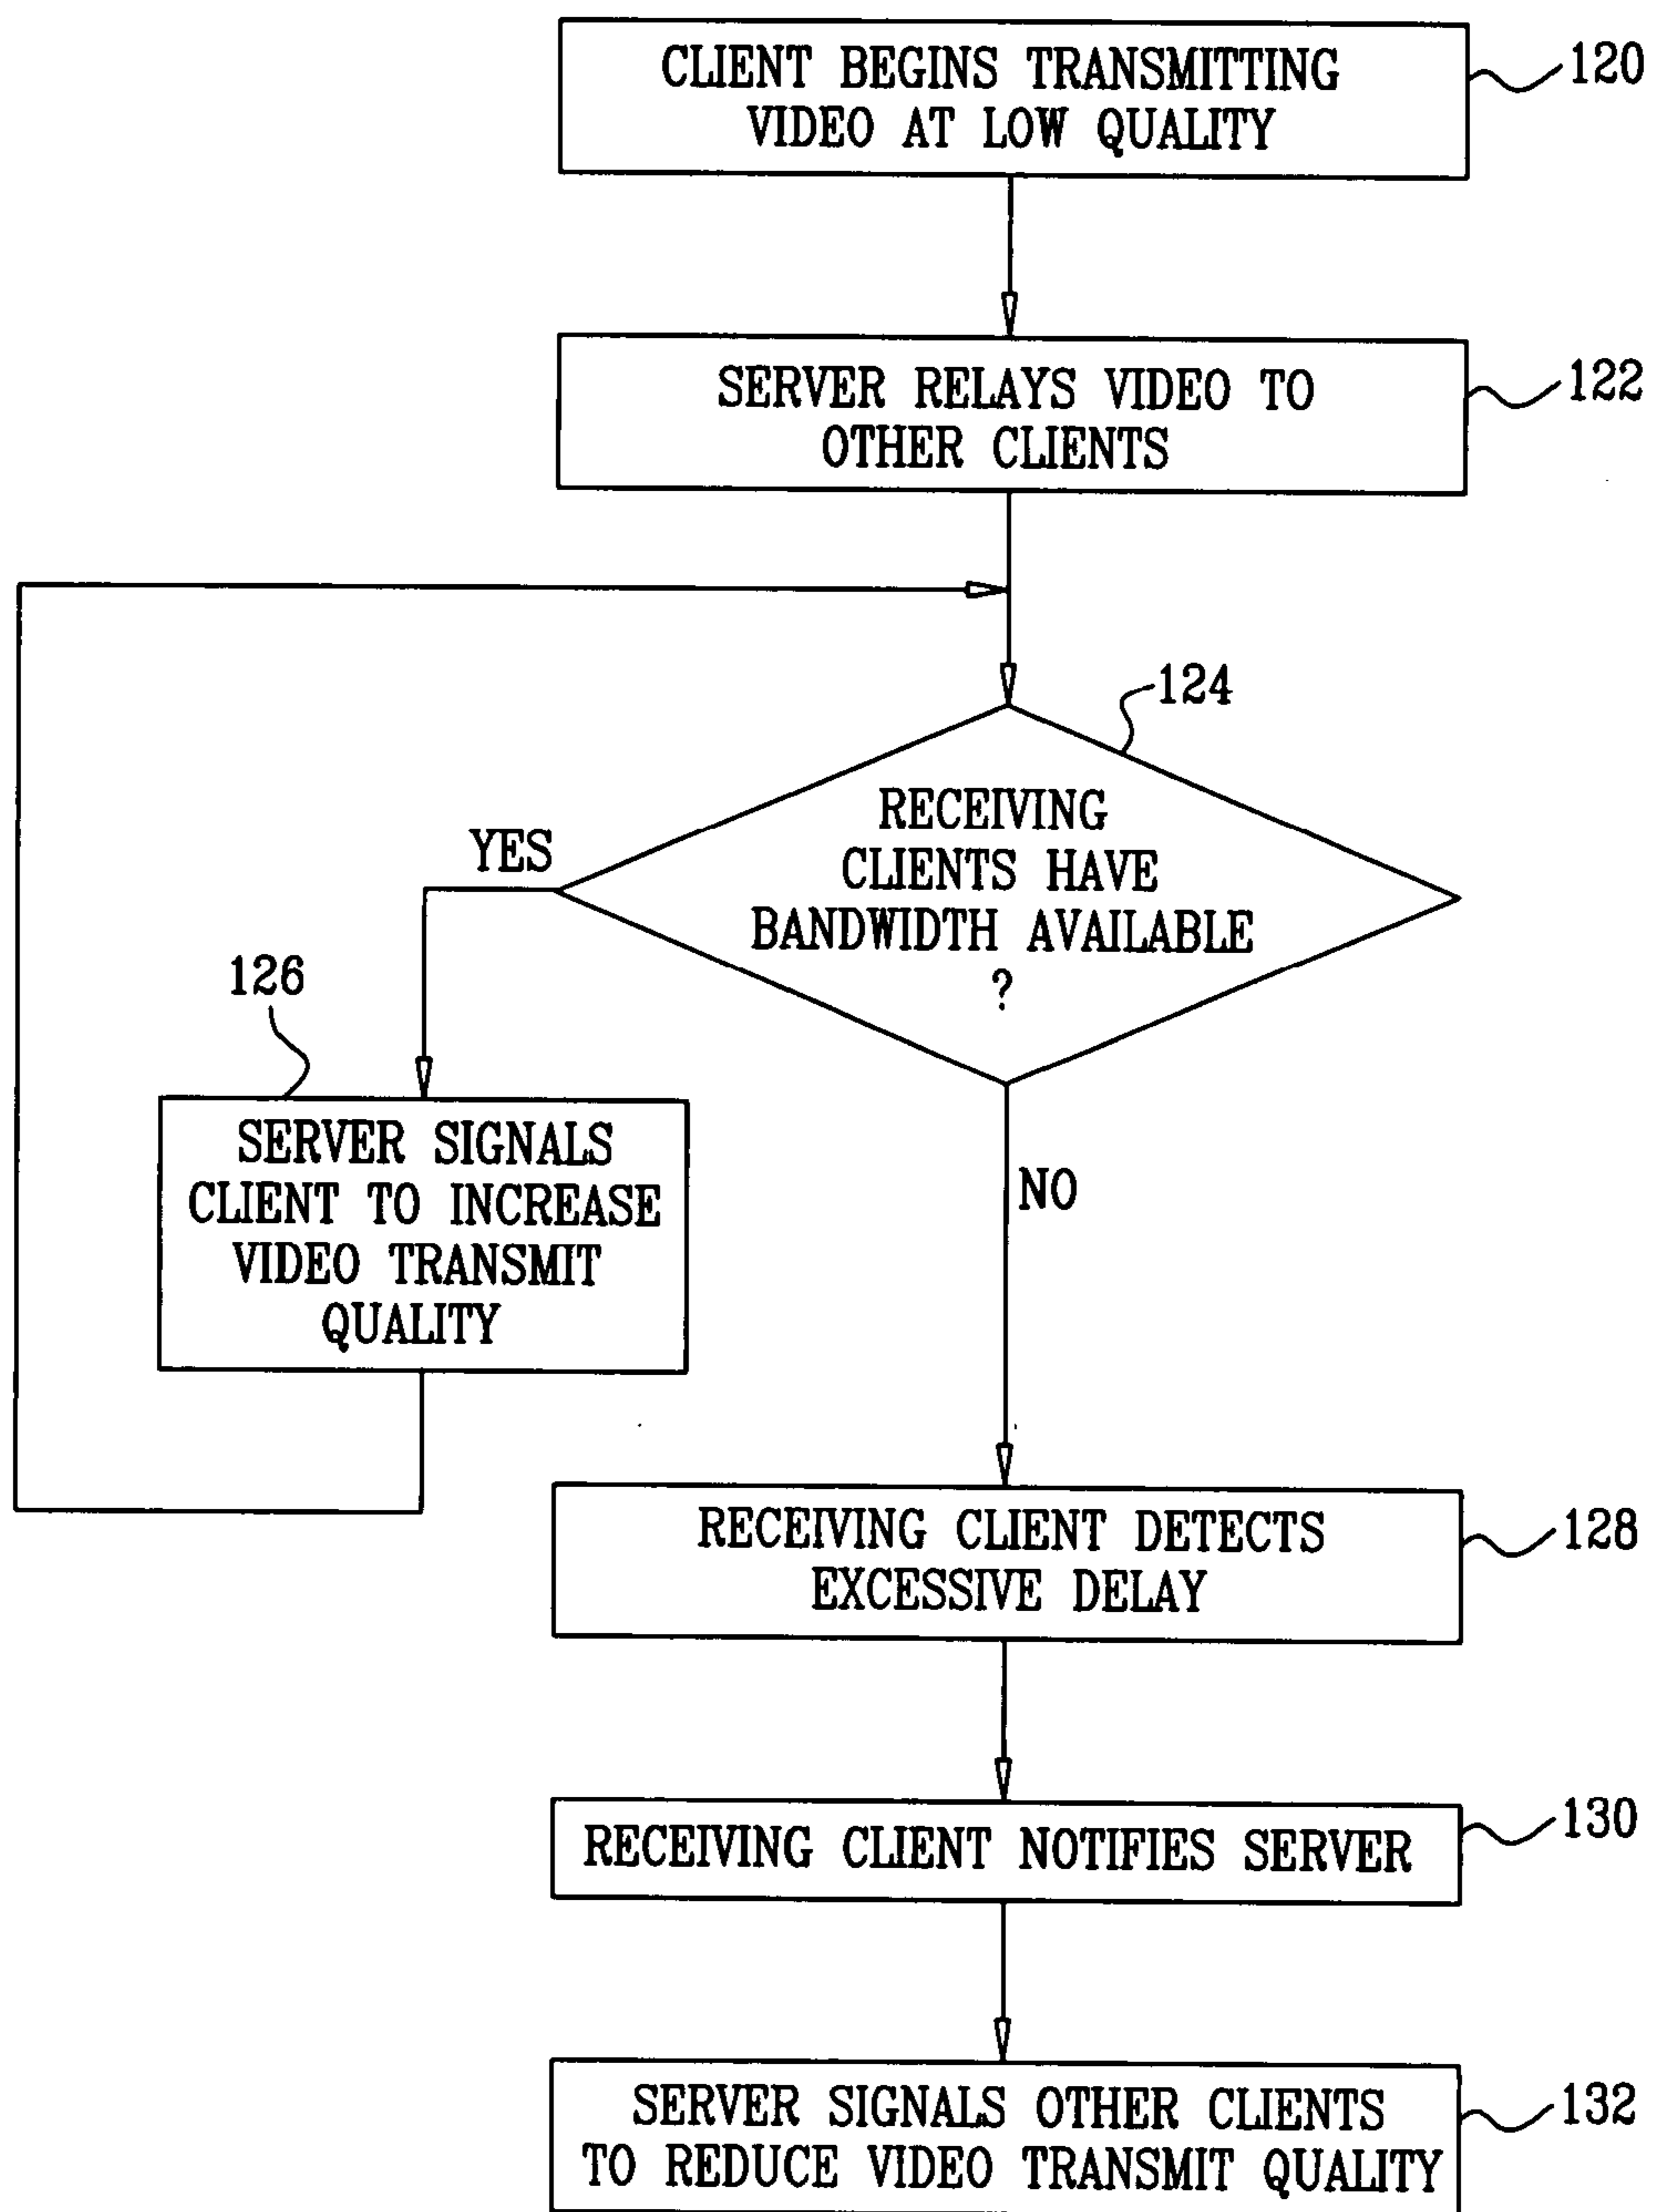 CLIENT BEGINS TRANSMITTING
VIDEO AT LOW QUALITY
120
SERVER RELAYS VIDEO TO
OTHER CLIENTS
122
124
RECEIVING
CLIENTS HAVE
BANDWIDTH AVAILABLE
?
YES
126
SERVER SIGNALS
CLIENT TO INCREASE
VIDEO TRANSMIT
QUALITY
NO
RECEIVING CLIENT DETECTS
EXCESSIVE DELAY
128
RECEIVING CLIENT NOTIFIES SERVER
130
SERVER SIGNALS OTHER CLIENTS
TO REDUCE VIDEO TRANSMIT QUALITY
132